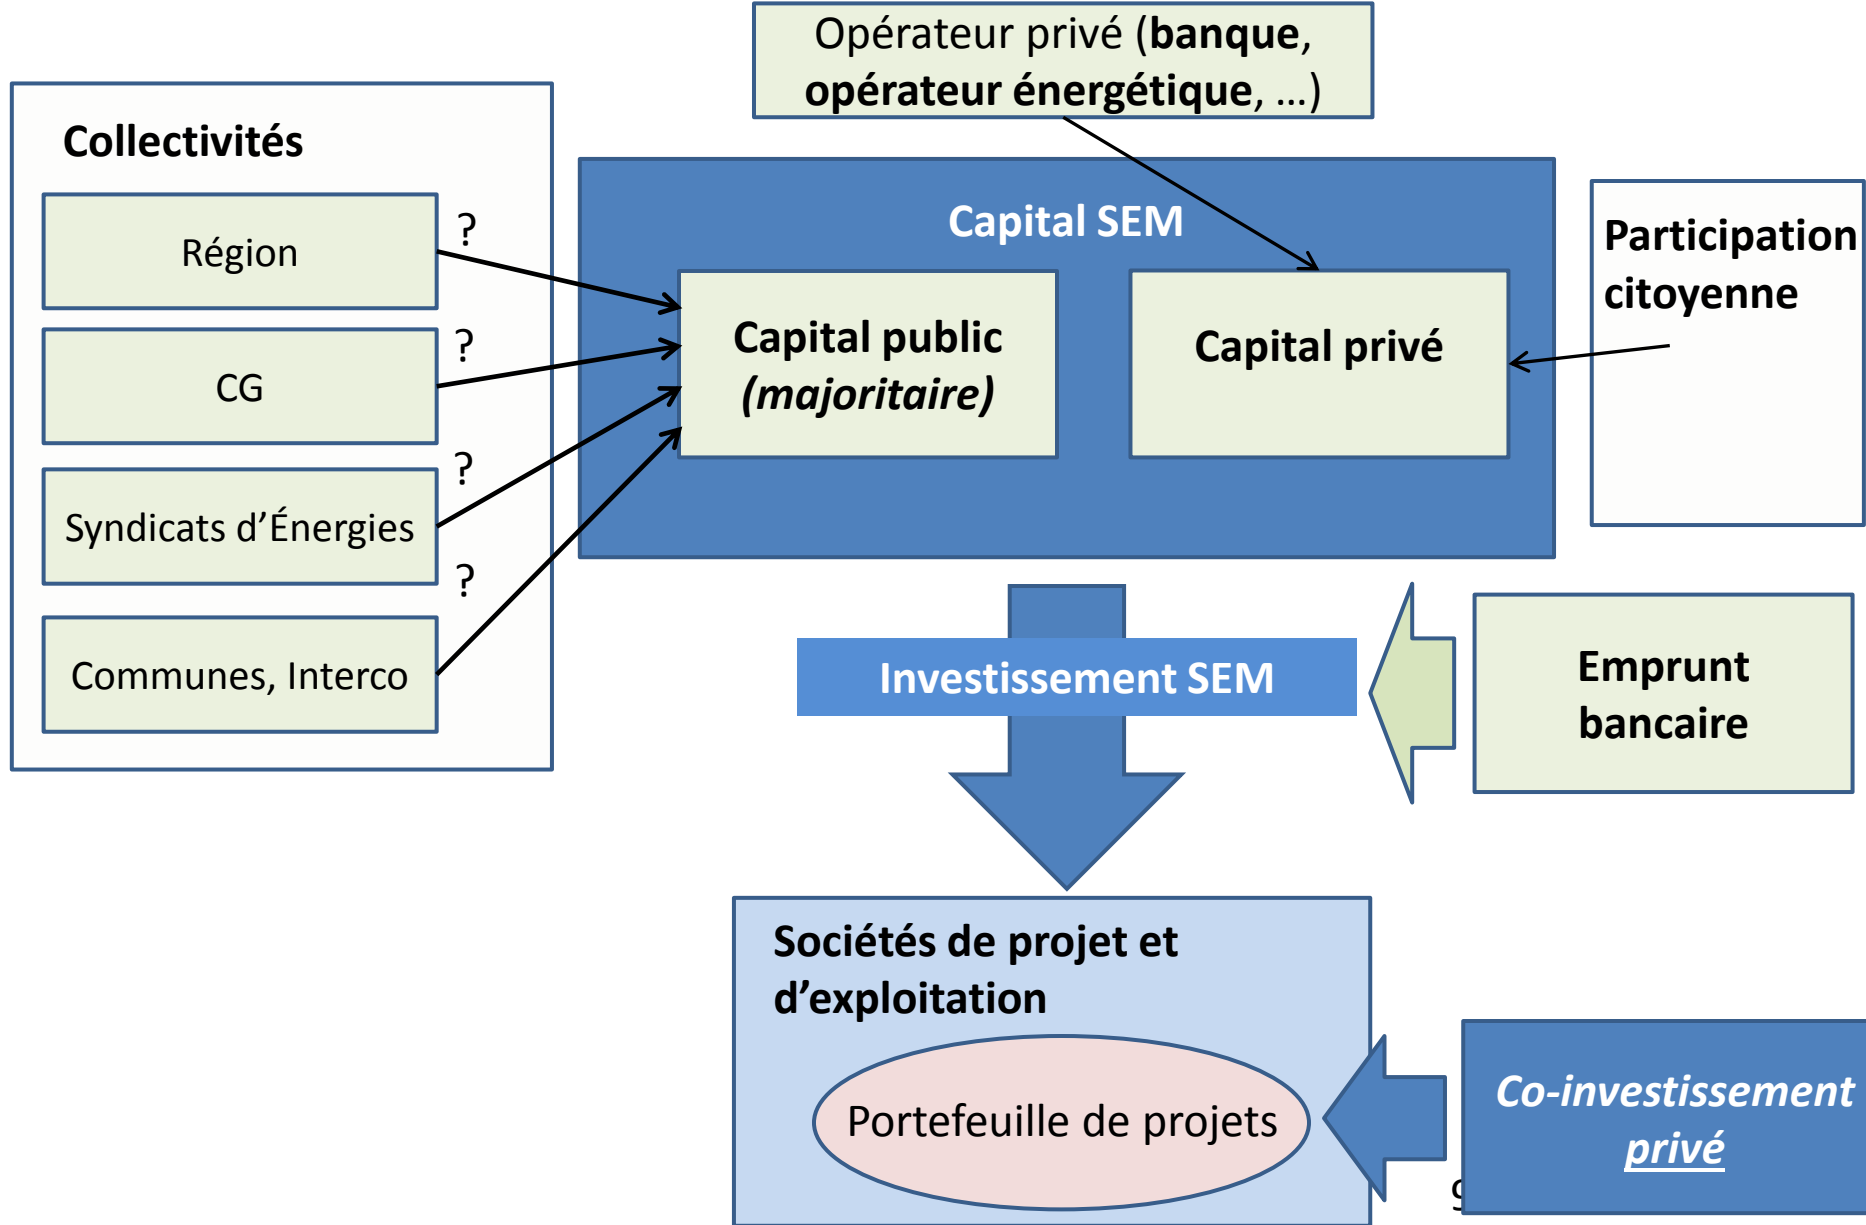 Opérateur privé (banque,
opérateur énergétique, ...)
Collectivités
Région
?
CG
?
Syndicats d’Énergies
?
Communes, Interco
?
Capital SEM
Capital public
(majoritaire)
Capital privé
Participation
citoyenne
Investissement SEM
Emprunt
bancaire
Sociétés de projet et
d’exploitation
Portefeuille de projets
Co-investissement
privé